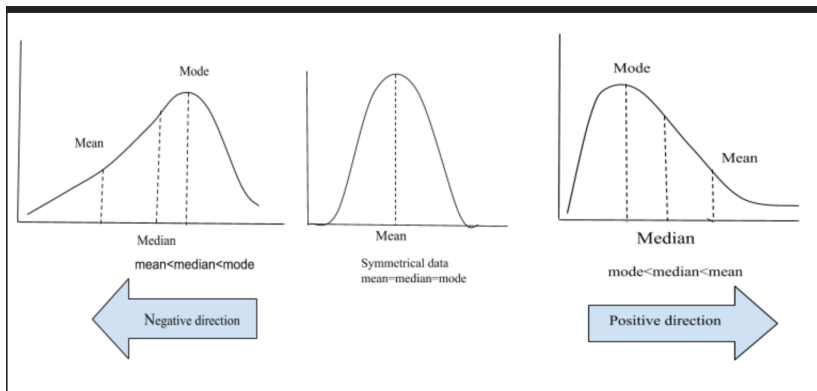 Mode
Mean
Median
mean<median<mode
Negative direction
Mean
Symmetrical data
mean=median=mode
Mode
Mean
Median
mode<median<mean
Positive direction